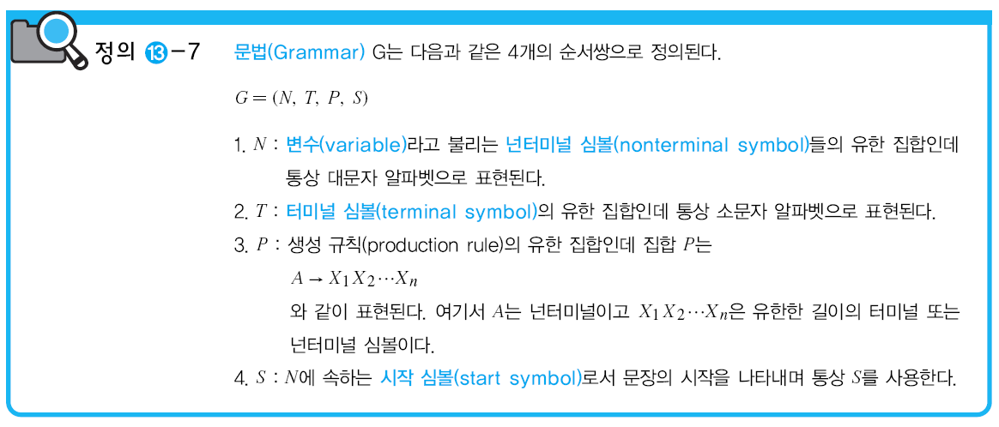 정의 13-7 문법(Grammar) G는 다음과 같은 4개의 순서쌍으로 정의된다.
G = (N, T, P, S)
1. N : 변수(variable)라고 불리는 넌터미널 심볼(nonterminal symbol)들의 유한 집합인데
통상 대문자 알파벳으로 표현된다.
2. T : 터미널 심볼(terminal symbol)의 유한 집합인데 통상 소문자 알파벳으로 표현된다.
3. P : 생성 규칙(production rule)의 유한 집합인데 집합 P는
A → X₁X₂⋯Xₙ
와 같이 표현된다. 여기서 A는 넌터미널이고 X₁X₂⋯Xₙ은 유한한 길이의 터미널 또는
넌터미널 심볼이다.
4. S : N에 속하는 시작 심볼(start symbol)로서 문장의 시작을 나타내며 통상 S를 사용한다.